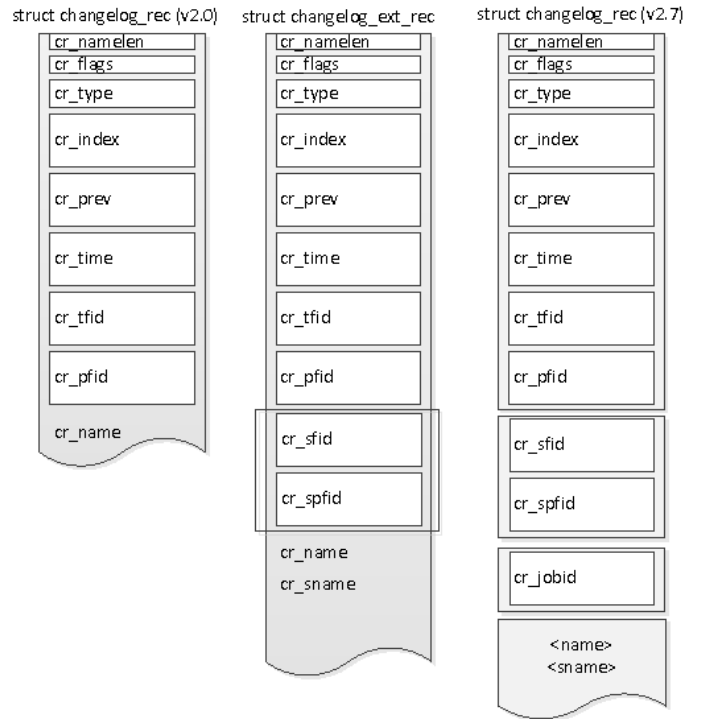 struct changelog_rec (v2.0)
cr_namelen
cr_flags
cr_type
cr_index
cr_prev
cr_time
cr_tfid
cr_pfid
cr_name
struct changelog_ext_rec
cr_namelen
cr_flags
cr_type
cr_index
cr_prev
cr_time
cr_tfid
cr_pfid
cr_sfid
cr_spfid
cr_name
cr_sname
struct changelog_rec (v2.7)
cr_namelen
cr_flags
cr_type
cr_index
cr_prev
cr_time
cr_tfid
cr_pfid
cr_sfid
cr_spfid
cr_jobid
<name>
<sname>